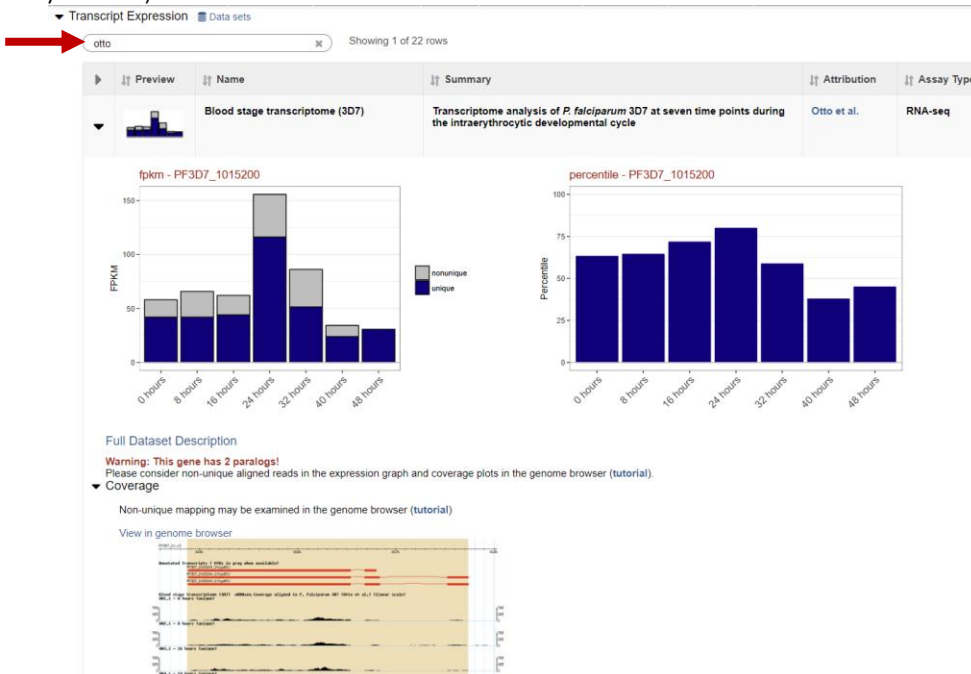 Transcript Expression Data sets
otto
Showing 1 of 22 rows
Preview Name Summary Attribution Assay Type
Blood stage transcriptome (3D7) Transcriptome analysis of P. falciparum 3D7 at seven time points during Otto et al. RNA-seq
the intraerythrocytic developmental cycle
fpkm - PF3D7_1015200
150
100
50
0
FPKM
0 hours 8 hours 16 hours 24 hours 32 hours 40 hours 48 hours
nonunique
unique
percentile - PF3D7_1015200
100
75
50
25
0
Percentile
0 hours 8 hours 16 hours 24 hours 32 hours 40 hours 48 hours
Full Dataset Description
Warning: This gene has 2 paralogs!
Please consider non-unique aligned reads in the expression graph and coverage plots in the genome browser (tutorial).
Coverage
Non-unique mapping may be examined in the genome browser (tutorial)
View in genome browser